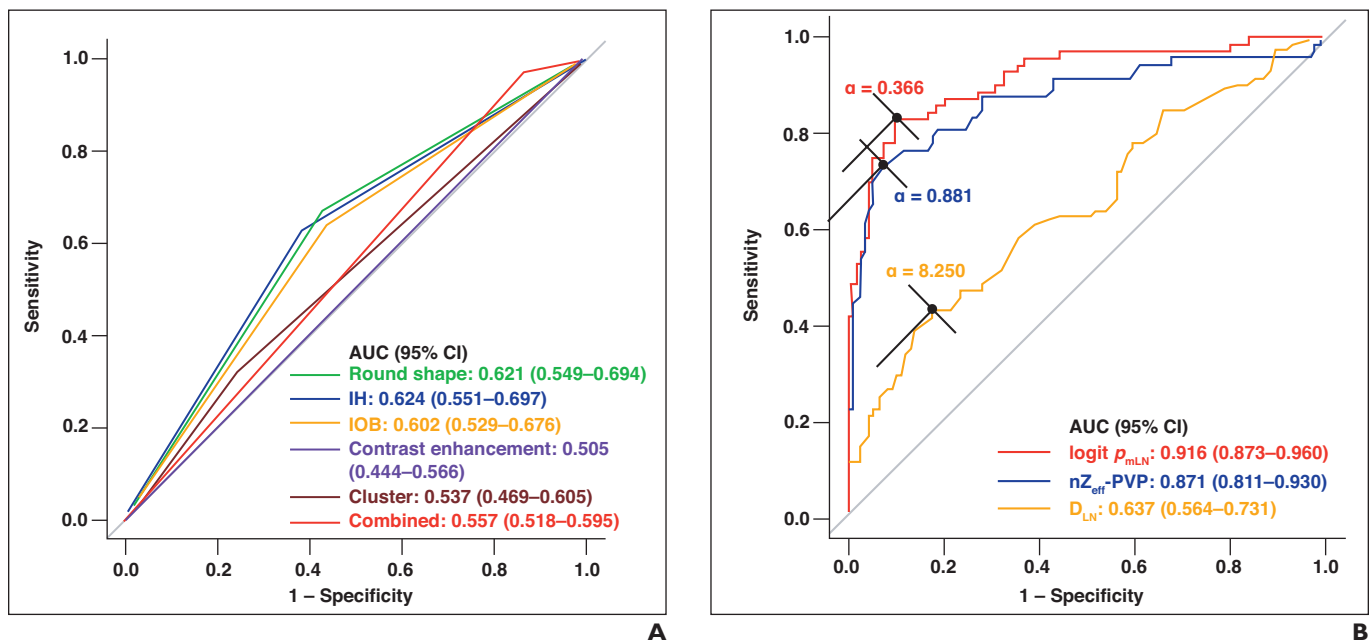 1.0
0.8
0.6
0.4
0.2
0.0
Sensitivity
AUC (95% CI)
Round shape: 0.621 (0.549–0.694)
IH: 0.624 (0.551–0.697)
IOB: 0.602 (0.529–0.676)
Contrast enhancement: 0.505
(0.444–0.566)
Cluster: 0.537 (0.469–0.605)
Combined: 0.557 (0.518–0.595)
0.0 0.2 0.4 0.6 0.8 1.0
1 – Specificity
A
1.0
0.8
0.6
0.4
0.2
0.0
Sensitivity
α = 0.366
α = 0.881
α = 8.250
AUC (95% CI)
logit pmLN: 0.916 (0.873–0.960)
nZeff-PVP: 0.871 (0.811–0.930)
DLN: 0.637 (0.564–0.731)
0.0 0.2 0.4 0.6 0.8 1.0
1 – Specificity
B